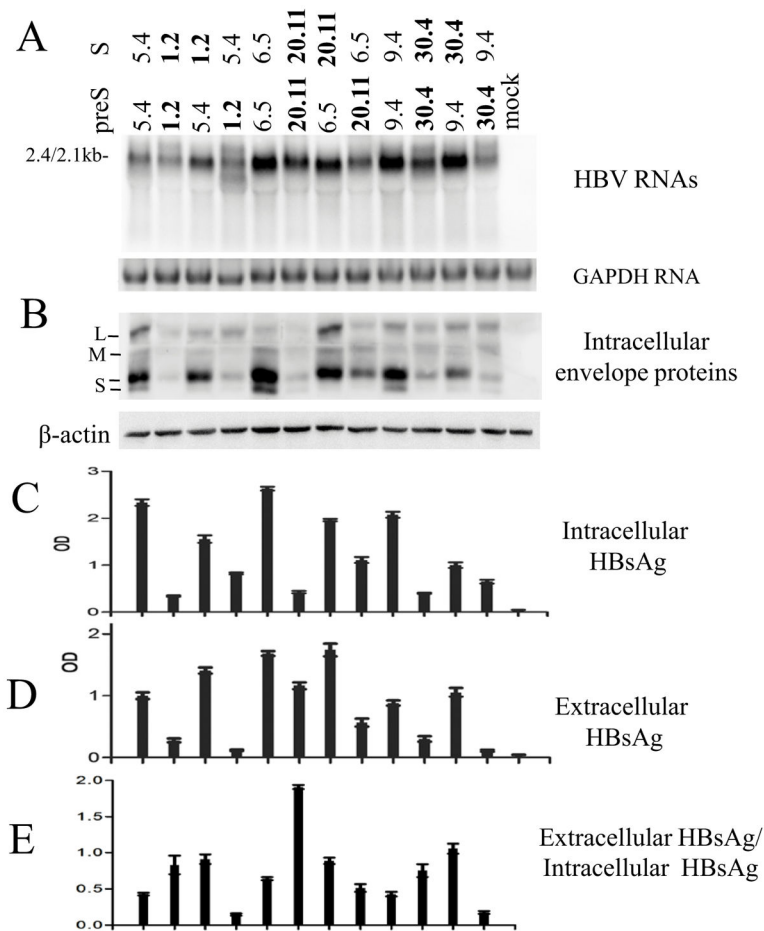 A
S 5.4 1.2 1.2 5.4 6.5 20.11 20.11 6.5 9.4 30.4 30.4 9.4
preS 5.4 1.2 5.4 1.2 6.5 20.11 6.5 20.11 9.4 30.4 9.4 30.4 mock
2.4/2.1kb-
HBV RNAs
GAPDH RNA
B
L
M
S
Intracellular
envelope proteins
β-actin
C
OD
3
2
1
0
Intracellular
HBsAg
D
OD
2
1
0
Extracellular
HBsAg
E
2.0
1.0
0.5
0.0
Extracellular HBsAg/
Intracellular HBsAg